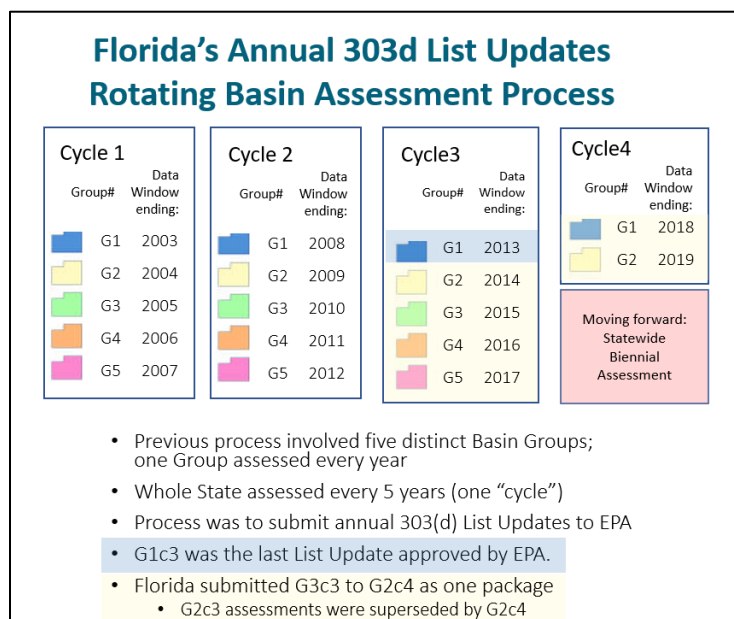 Florida's Annual 303d List Updates
Rotating Basin Assessment Process
Cycle 1
Group#
Data
Window
ending:
G1 2003
G2 2004
G3 2005
G4 2006
G5 2007
Cycle 2
Group#
Data
Window
ending:
G1 2008
G2 2009
G3 2010
G4 2011
G5 2012
Cycle3
Group#
Data
Window
ending:
G1 2013
G2 2014
G3 2015
G4 2016
G5 2017
Cycle4
Group#
Data
Window
ending:
G1 2018
G2 2019
Moving forward:
Statewide
Biennial
Assessment
• Previous process involved five distinct Basin Groups;
one Group assessed every year
• Whole State assessed every 5 years (one “cycle”)
• Process was to submit annual 303(d) List Updates to EPA
• G1c3 was the last List Update approved by EPA.
• Florida submitted G3c3 to G2c4 as one package
• G2c3 assessments were superseded by G2c4